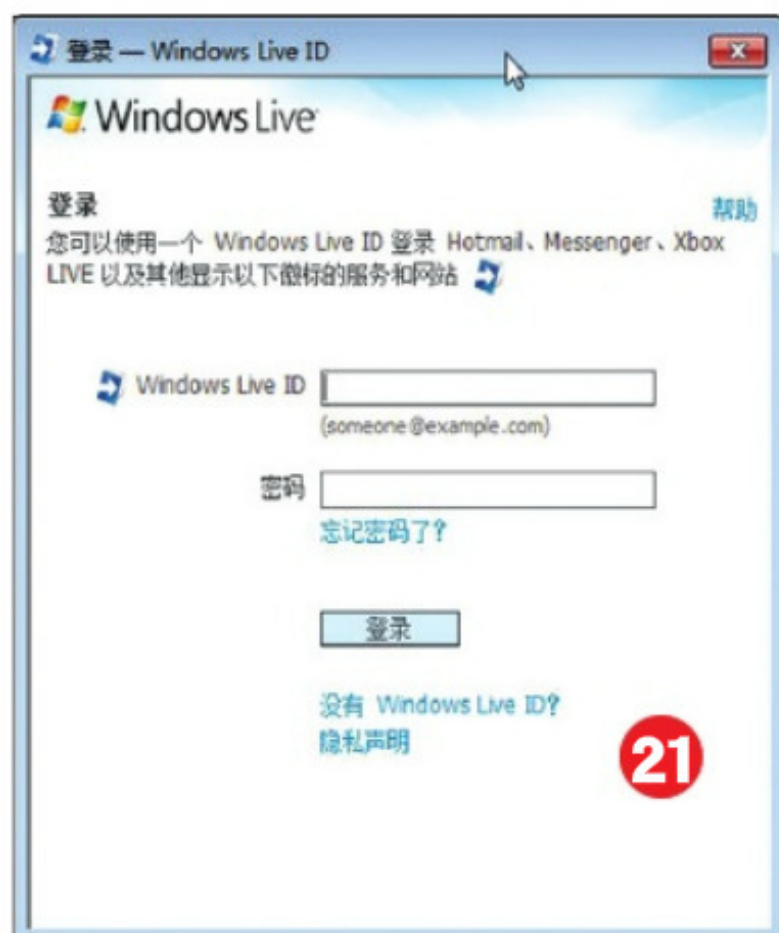 登录 — Windows Live ID
Windows Live
登录
帮助
您可以使用一个 Windows Live ID 登录 Hotmail、Messenger、Xbox
LIVE 以及其他显示以下徽标的服务和网站
Windows Live ID
(someone@example.com)
密码
忘记密码了?
登录
没有 Windows Live ID?
隐私声明
21